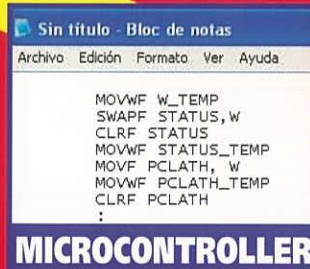 Sin título - Bloc de notas
Archivo Edición Formato Ver Ayuda
MOVWF W_TEMP
SWAPF STATUS,W
CLRF STATUS
MOVWF STATUS_TEMP
MOVF PCLATH, W
MOVWF PCLATH_TEMP
CLRF PCLATH
:
MICROCONTROLLER